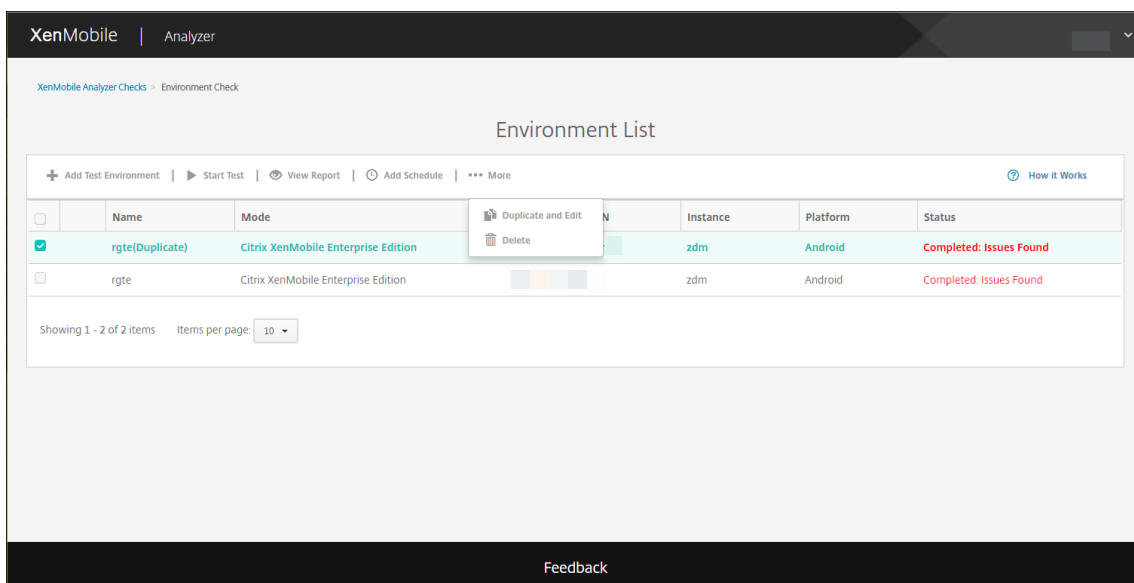 XenMobile | Analyzer
XenMobile Analyzer Checks > Environment Check
Environment List
Add Test Environment | Start Test | View Report | Add Schedule | More How it Works
Name Mode N Instance Platform Status
Duplicate and Edit
Delete
rgte(Duplicate) Citrix XenMobile Enterprise Edition zdm Android Completed: Issues Found
rgte Citrix XenMobile Enterprise Edition zdm Android Completed: Issues Found
Showing 1 - 2 of 2 items Items per page: 10
Feedback